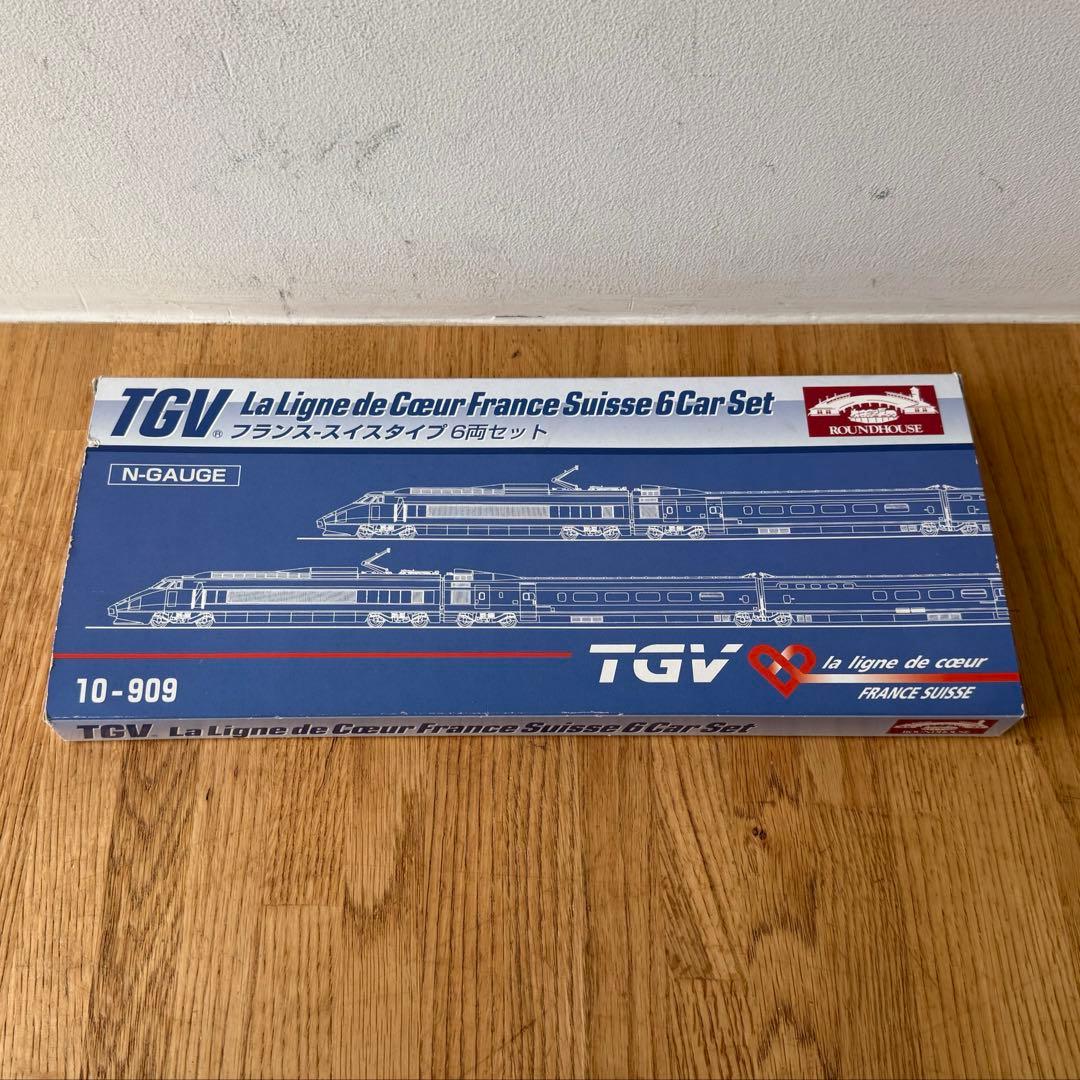 TGV® La Ligne de Cœur France Suisse 6 Car Set
フランス-スイスタイプ 6両セット
ROUNDHOUSE
N-GAUGE
TGV la ligne de cœur
FRANCE SUISSE
10-909
TGV® La Ligne de Cœur France Suisse 6 Car Set
ROUNDHOUSE